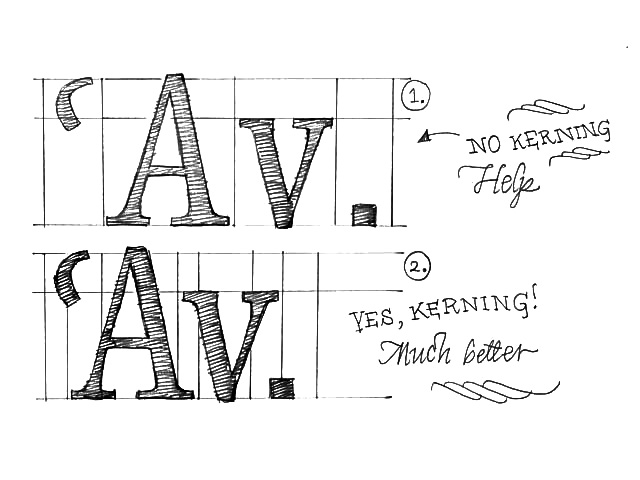 ‘Av.
1.
NO KERNING
Help
‘Av.
2.
YES, KERNING!
Much better